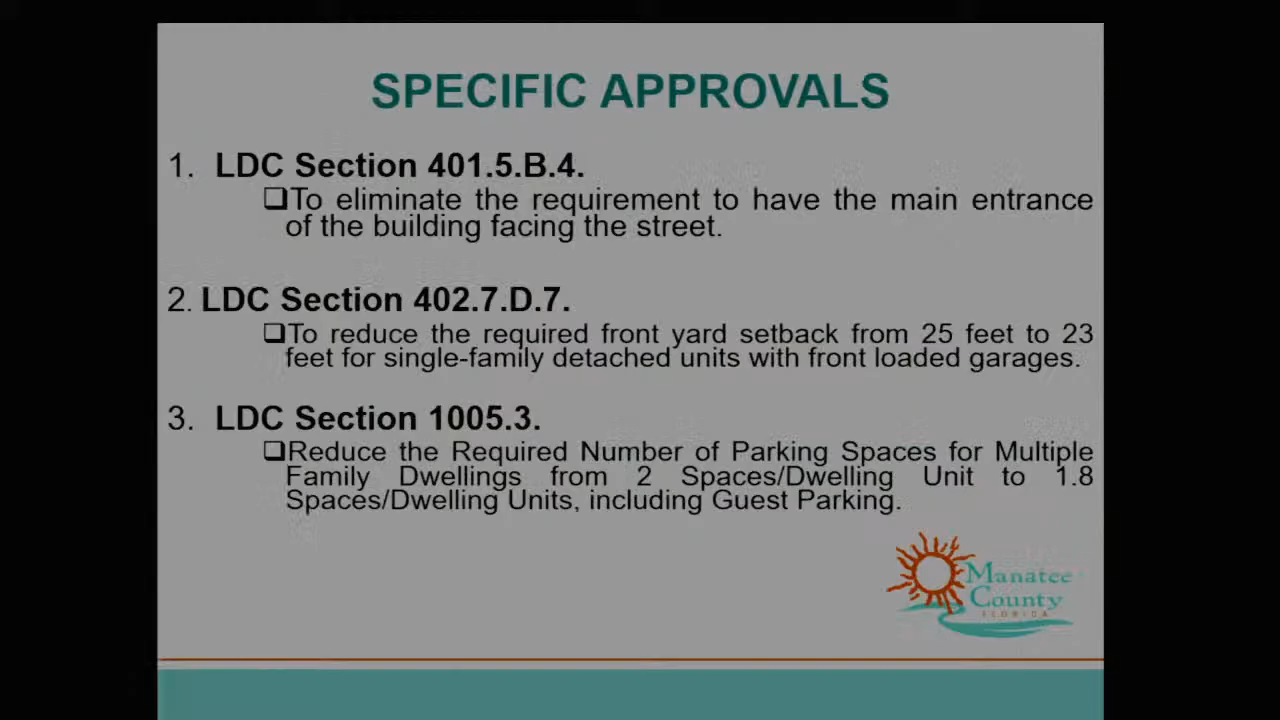 SPECIFIC APPROVALS
1. LDC Section 401.5.B.4.
❑To eliminate the requirement to have the main entrance
of the building facing the street.
2. LDC Section 402.7.D.7.
❑To reduce the required front yard setback from 25 feet to 23
feet for single-family detached units with front loaded garages.
3. LDC Section 1005.3.
❑Reduce the Required Number of Parking Spaces for Multiple
Family Dwellings from 2 Spaces/Dwelling Unit to 1.8
Spaces/Dwelling Units, including Guest Parking.
Manatee
County
FLORIDA